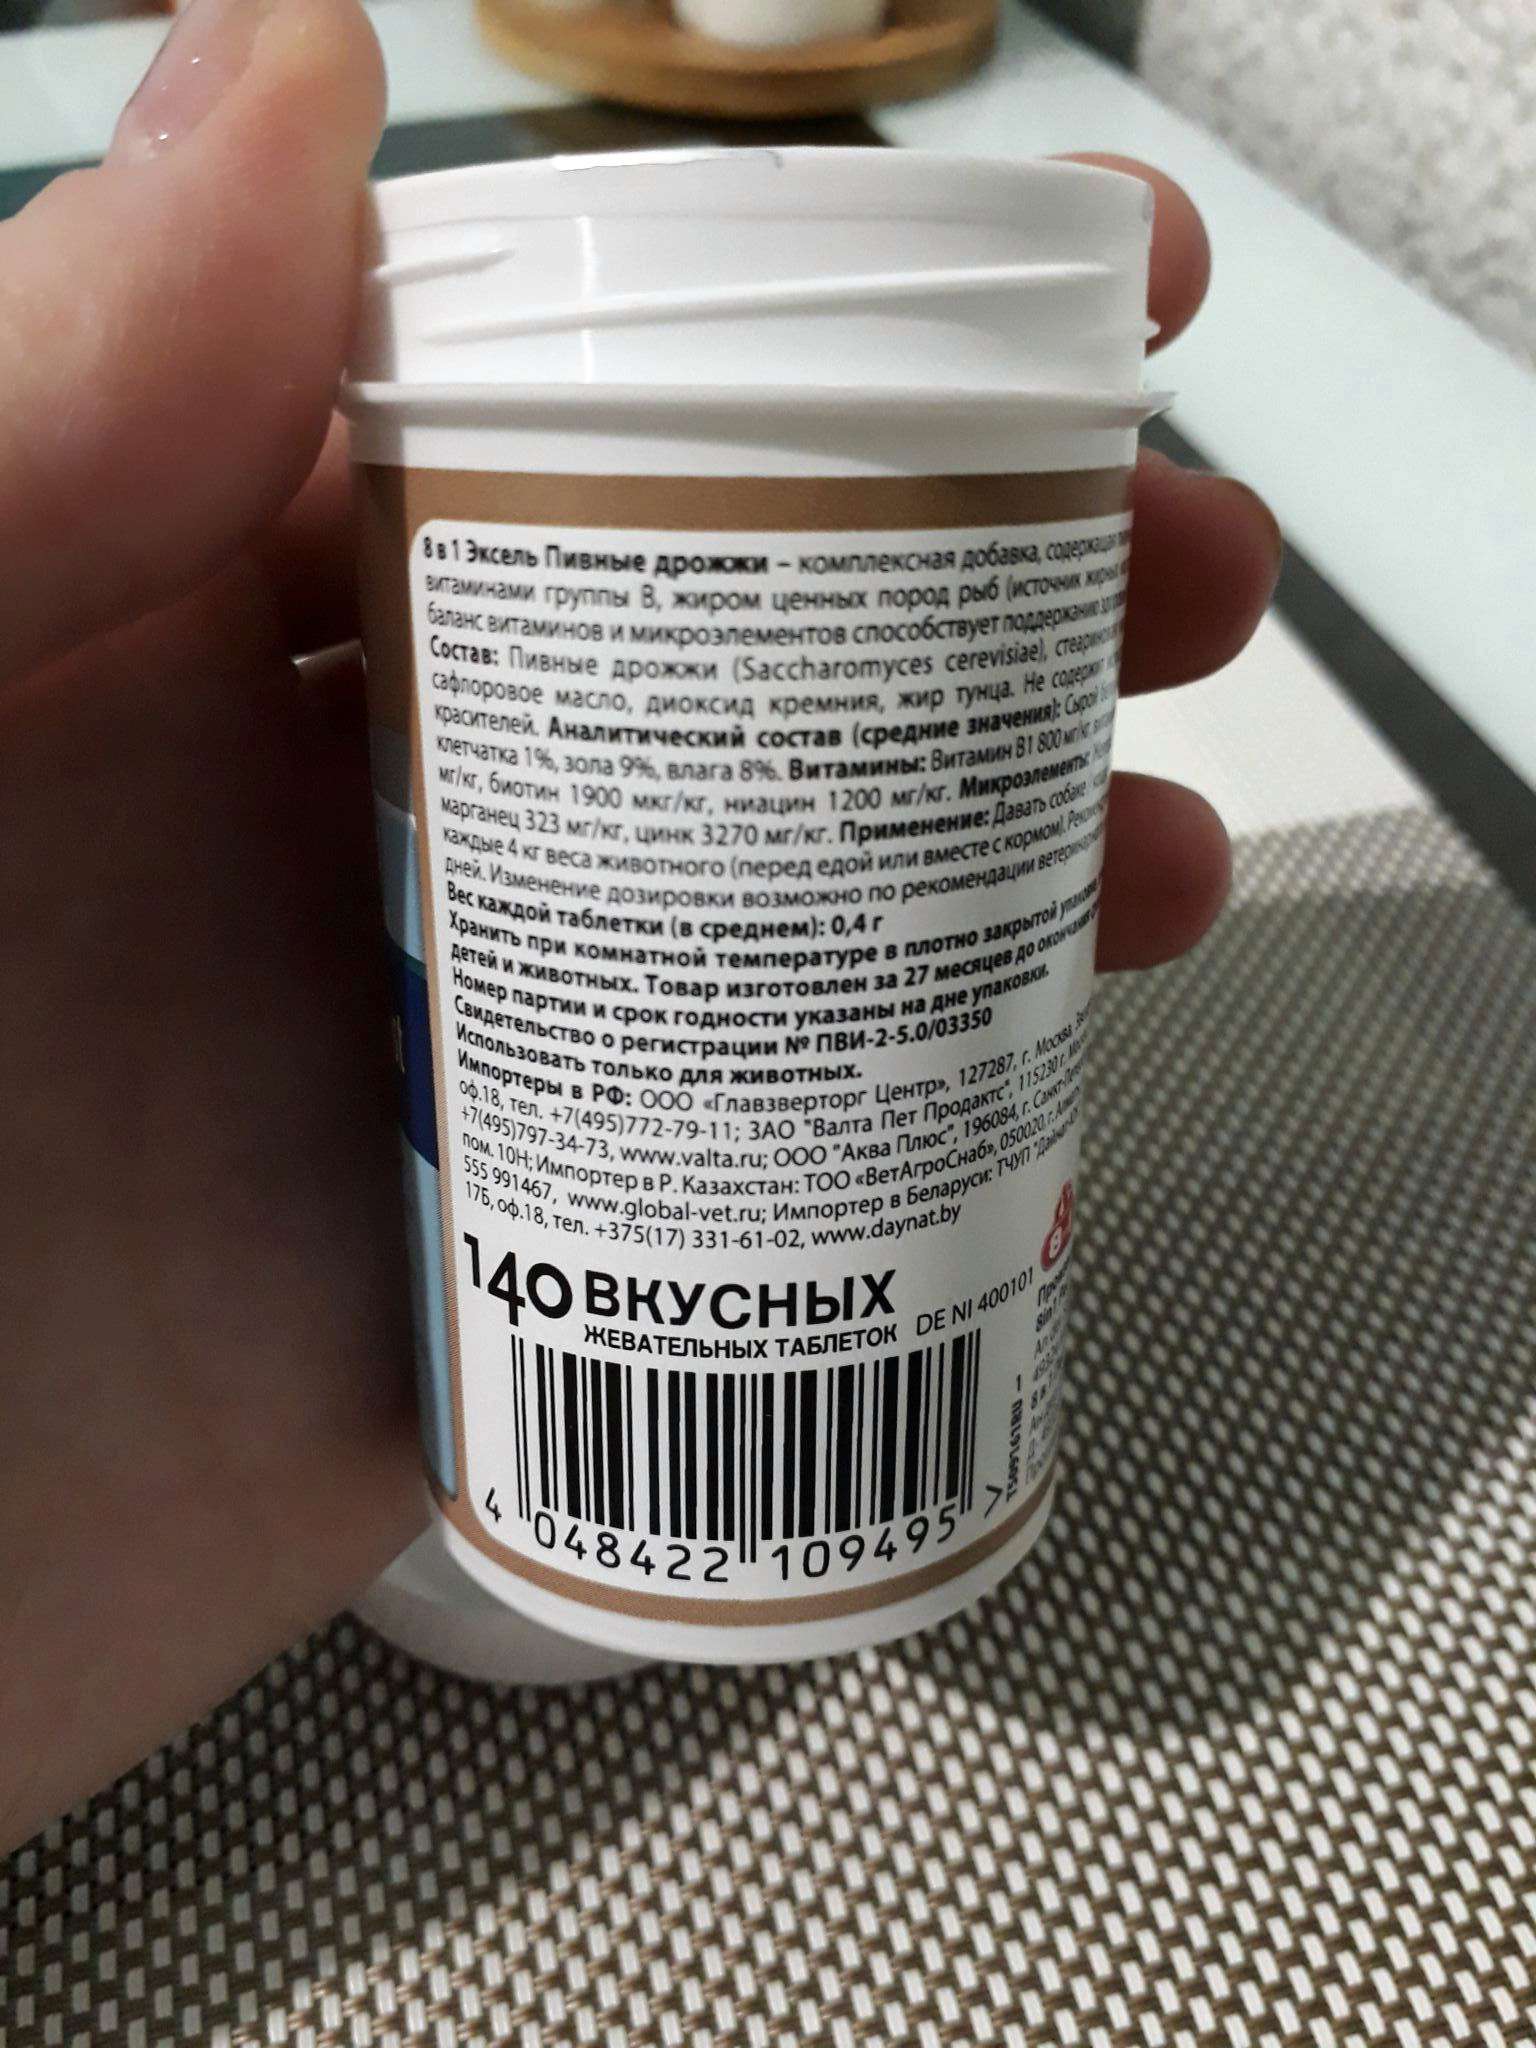 8 в 1 Эксель Пивные дрожжи – комплексная добавка, содержащая
витаминами группы В, жиром ценных пород рыб (источник жирных
баланс витаминов и микроэлементов способствует поддержанию
Состав: Пивные дрожжи (Saccharomyces cerevisiae),
сафлоровое масло, диоксид кремния, жир тунца. Не содержит
красителей. Аналитический состав (средние значения): Сырой
клетчатка 1%, зола 9%, влага 8%. Витамины: Витамин В1 800 мг/кг,
мг/кг, биотин 1900 мкг/кг, ниацин 1200 мг/кг. Микроэлементы:
марганец 323 мг/кг, цинк 3270 мг/кг. Применение: Давать собаке
каждые 4 кг веса животного (перед едой или вместе с кормом).
дней. Изменение дозировки возможно по рекомендации
Вес каждой таблетки (в среднем): 0,4 г
Хранить при комнатной температуре в плотно закрытой упаковке
детей и животных. Товар изготовлен за 27 месяцев до окончания
Номер партии и срок годности указаны на дне упаковки.
Свидетельство о регистрации № ПВИ-2-5.0/03350
Использовать только для животных.
Импортеры в РФ: ООО «Главзверторг Центр», 127287, г. Москва,
оф.18, тел. +7(495)772-79-11; ЗАО "Валта Пет Продактс", 115230 г.
+7(495)797-34-73, www.valta.ru; ООО "Аква Плюс", 196084, г. Санкт-
пом. 10Н; Импортер в Р. Казахстан: ТОО «ВетАгроСнаб», 050020, г.
555 991467, www.global-vet.ru; Импортер в Беларуси: ТЧУП
17Б, оф.18, тел. +375(17) 331-61-02, www.daynat.by
140 ВКУСНЫХ
ЖЕВАТЕЛЬНЫХ ТАБЛЕТОК
DE NI 400101
T509161RU 1
4 048422 109495 >